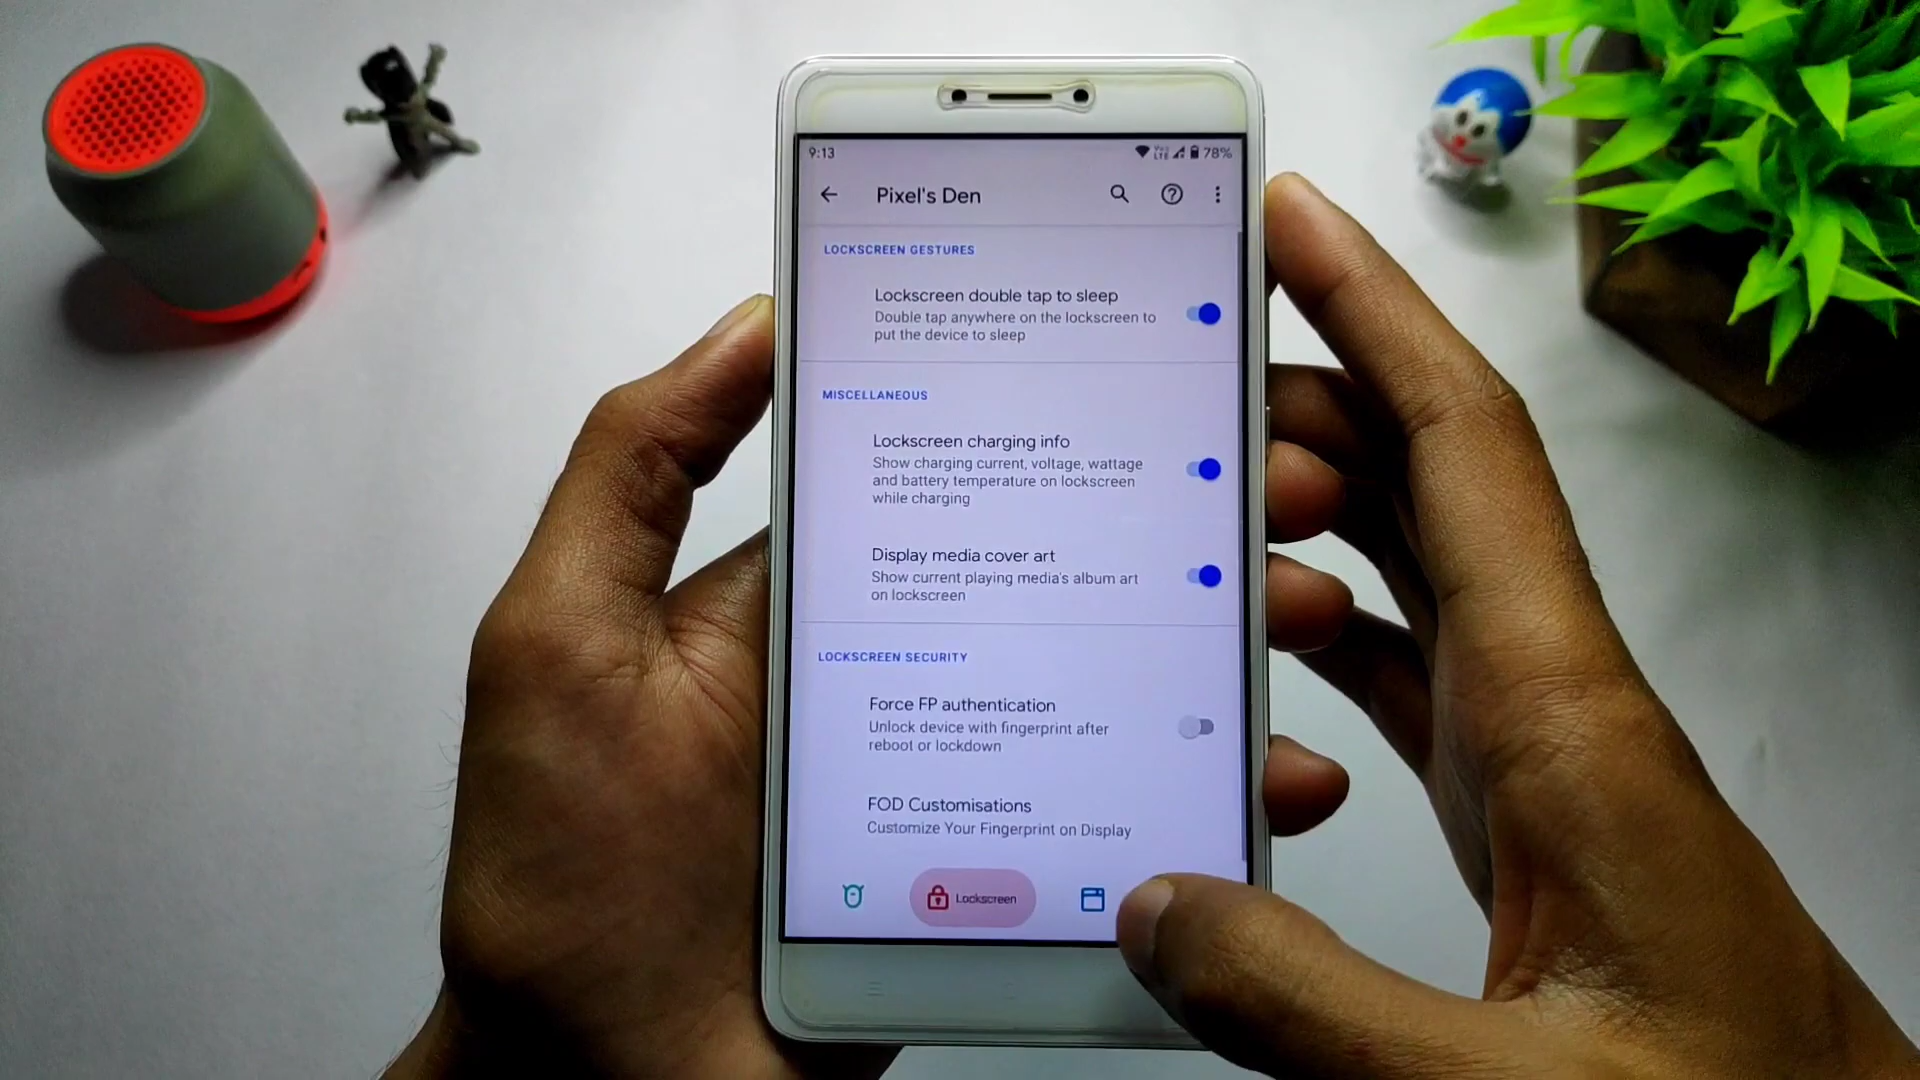 9:13
Vo)) LTE 78%
Pixel's Den
LOCKSCREEN GESTURES
Lockscreen double tap to sleep
Double tap anywhere on the lockscreen to
put the device to sleep
MISCELLANEOUS
Lockscreen charging info
Show charging current, voltage, wattage
and battery temperature on lockscreen
while charging
Display media cover art
Show current playing media's album art
on lockscreen
LOCKSCREEN SECURITY
Force FP authentication
Unlock device with fingerprint after
reboot or lockdown
FOD Customisations
Customize Your Fingerprint on Display
Lockscreen